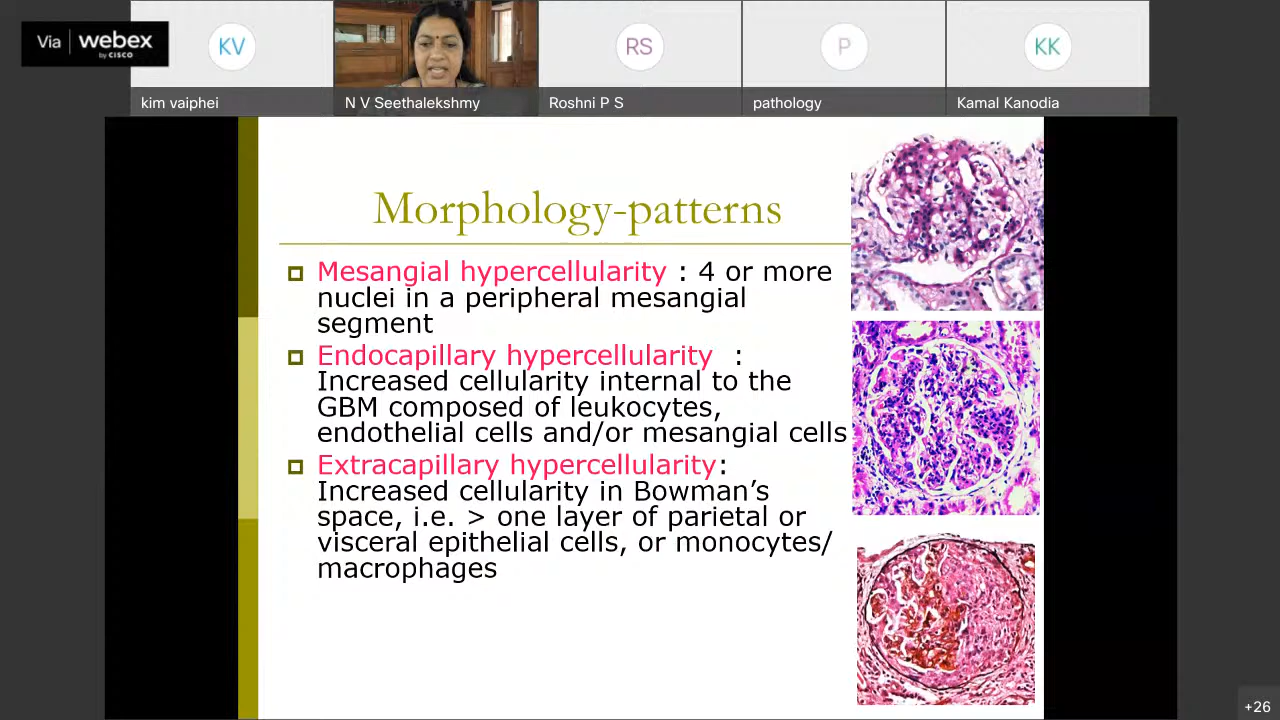 Via webex
by CISCO
KV
RS
P
KK
kim vaiphei
N V Seethalekshmy
Roshni P S
pathology
Kamal Kanodia
Morphology-patterns
Mesangial hypercellularity : 4 or more
nuclei in a peripheral mesangial
segment
Endocapillary hypercellularity :
Increased cellularity internal to the
GBM composed of leukocytes,
endothelial cells and/or mesangial cells
Extracapillary hypercellularity:
Increased cellularity in Bowman’s
space, i.e. > one layer of parietal or
visceral epithelial cells, or monocytes/
macrophages
+26